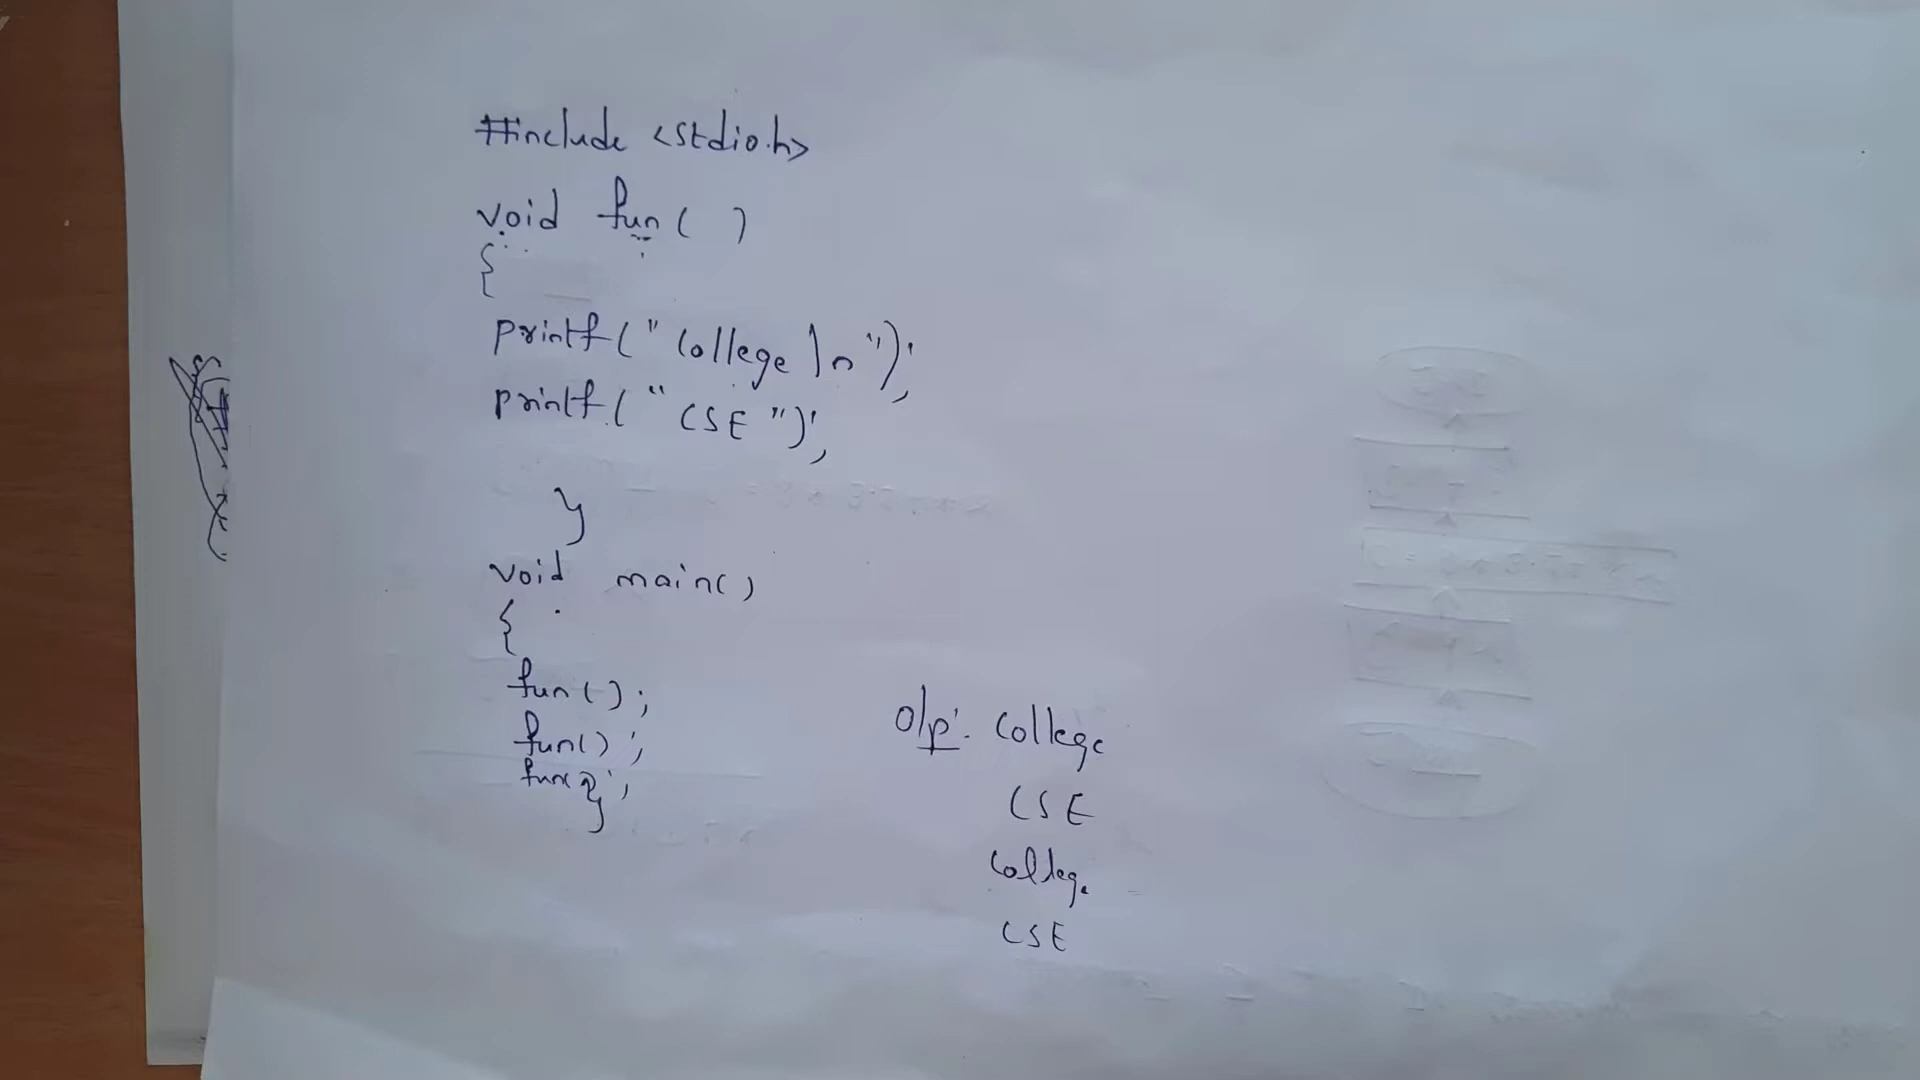 #include <stdio.h>
void fun( )
{
printf("College \n");
printf("CSE");
}
void main()
{
fun();
fun();
fun();
}
o/p: College
CSE
College
CSE